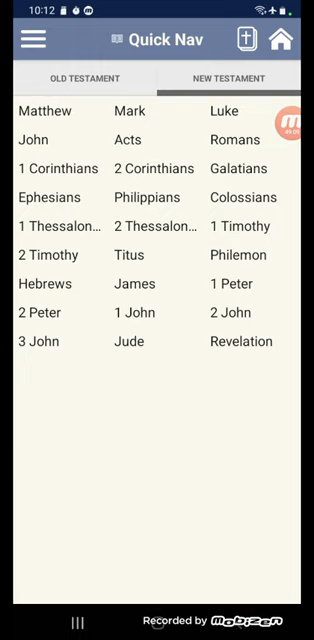 10:12
Quick Nav
OLD TESTAMENT NEW TESTAMENT
Matthew Mark Luke
John Acts Romans
1 Corinthians 2 Corinthians Galatians
Ephesians Philippians Colossians
1 Thessalon... 2 Thessalon... 1 Timothy
2 Timothy Titus Philemon
Hebrews James 1 Peter
2 Peter 1 John 2 John
3 John Jude Revelation
Recorded by mobizen